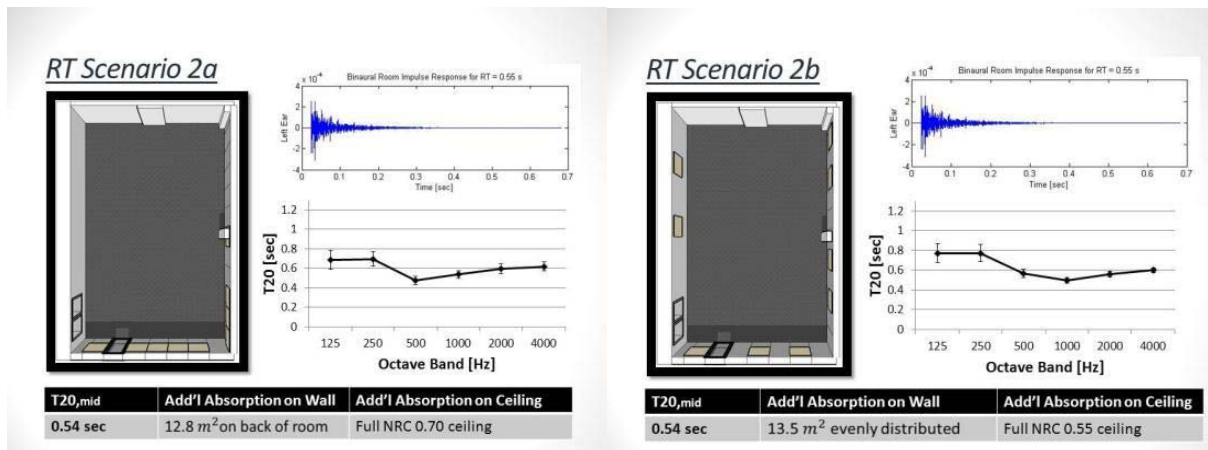 RT Scenario 2a
Binaural Room Impulse Response for RT = 0.55 s
x 10⁻⁴
4
2
0
-2
-4
Left Ear
0 0.1 0.2 0.3 0.4 0.5 0.6 0.7
Time [sec]
1.2
1
0.8
0.6
0.4
0.2
0
T20 [sec]
125 250 500 1000 2000 4000
Octave Band [Hz]
T20,mid Add'l Absorption on Wall Add'l Absorption on Ceiling
0.54 sec 12.8 m² on back of room Full NRC 0.70 ceiling
RT Scenario 2b
Binaural Room Impulse Response for RT = 0.55 s
x 10⁻⁴
4
2
0
-2
-4
Left Ear
0 0.1 0.2 0.3 0.4 0.5 0.6 0.7
Time [sec]
1.2
1
0.8
0.6
0.4
0.2
0
T20 [sec]
125 250 500 1000 2000 4000
Octave Band [Hz]
T20,mid Add'l Absorption on Wall Add'l Absorption on Ceiling
0.54 sec 13.5 m² evenly distributed Full NRC 0.55 ceiling